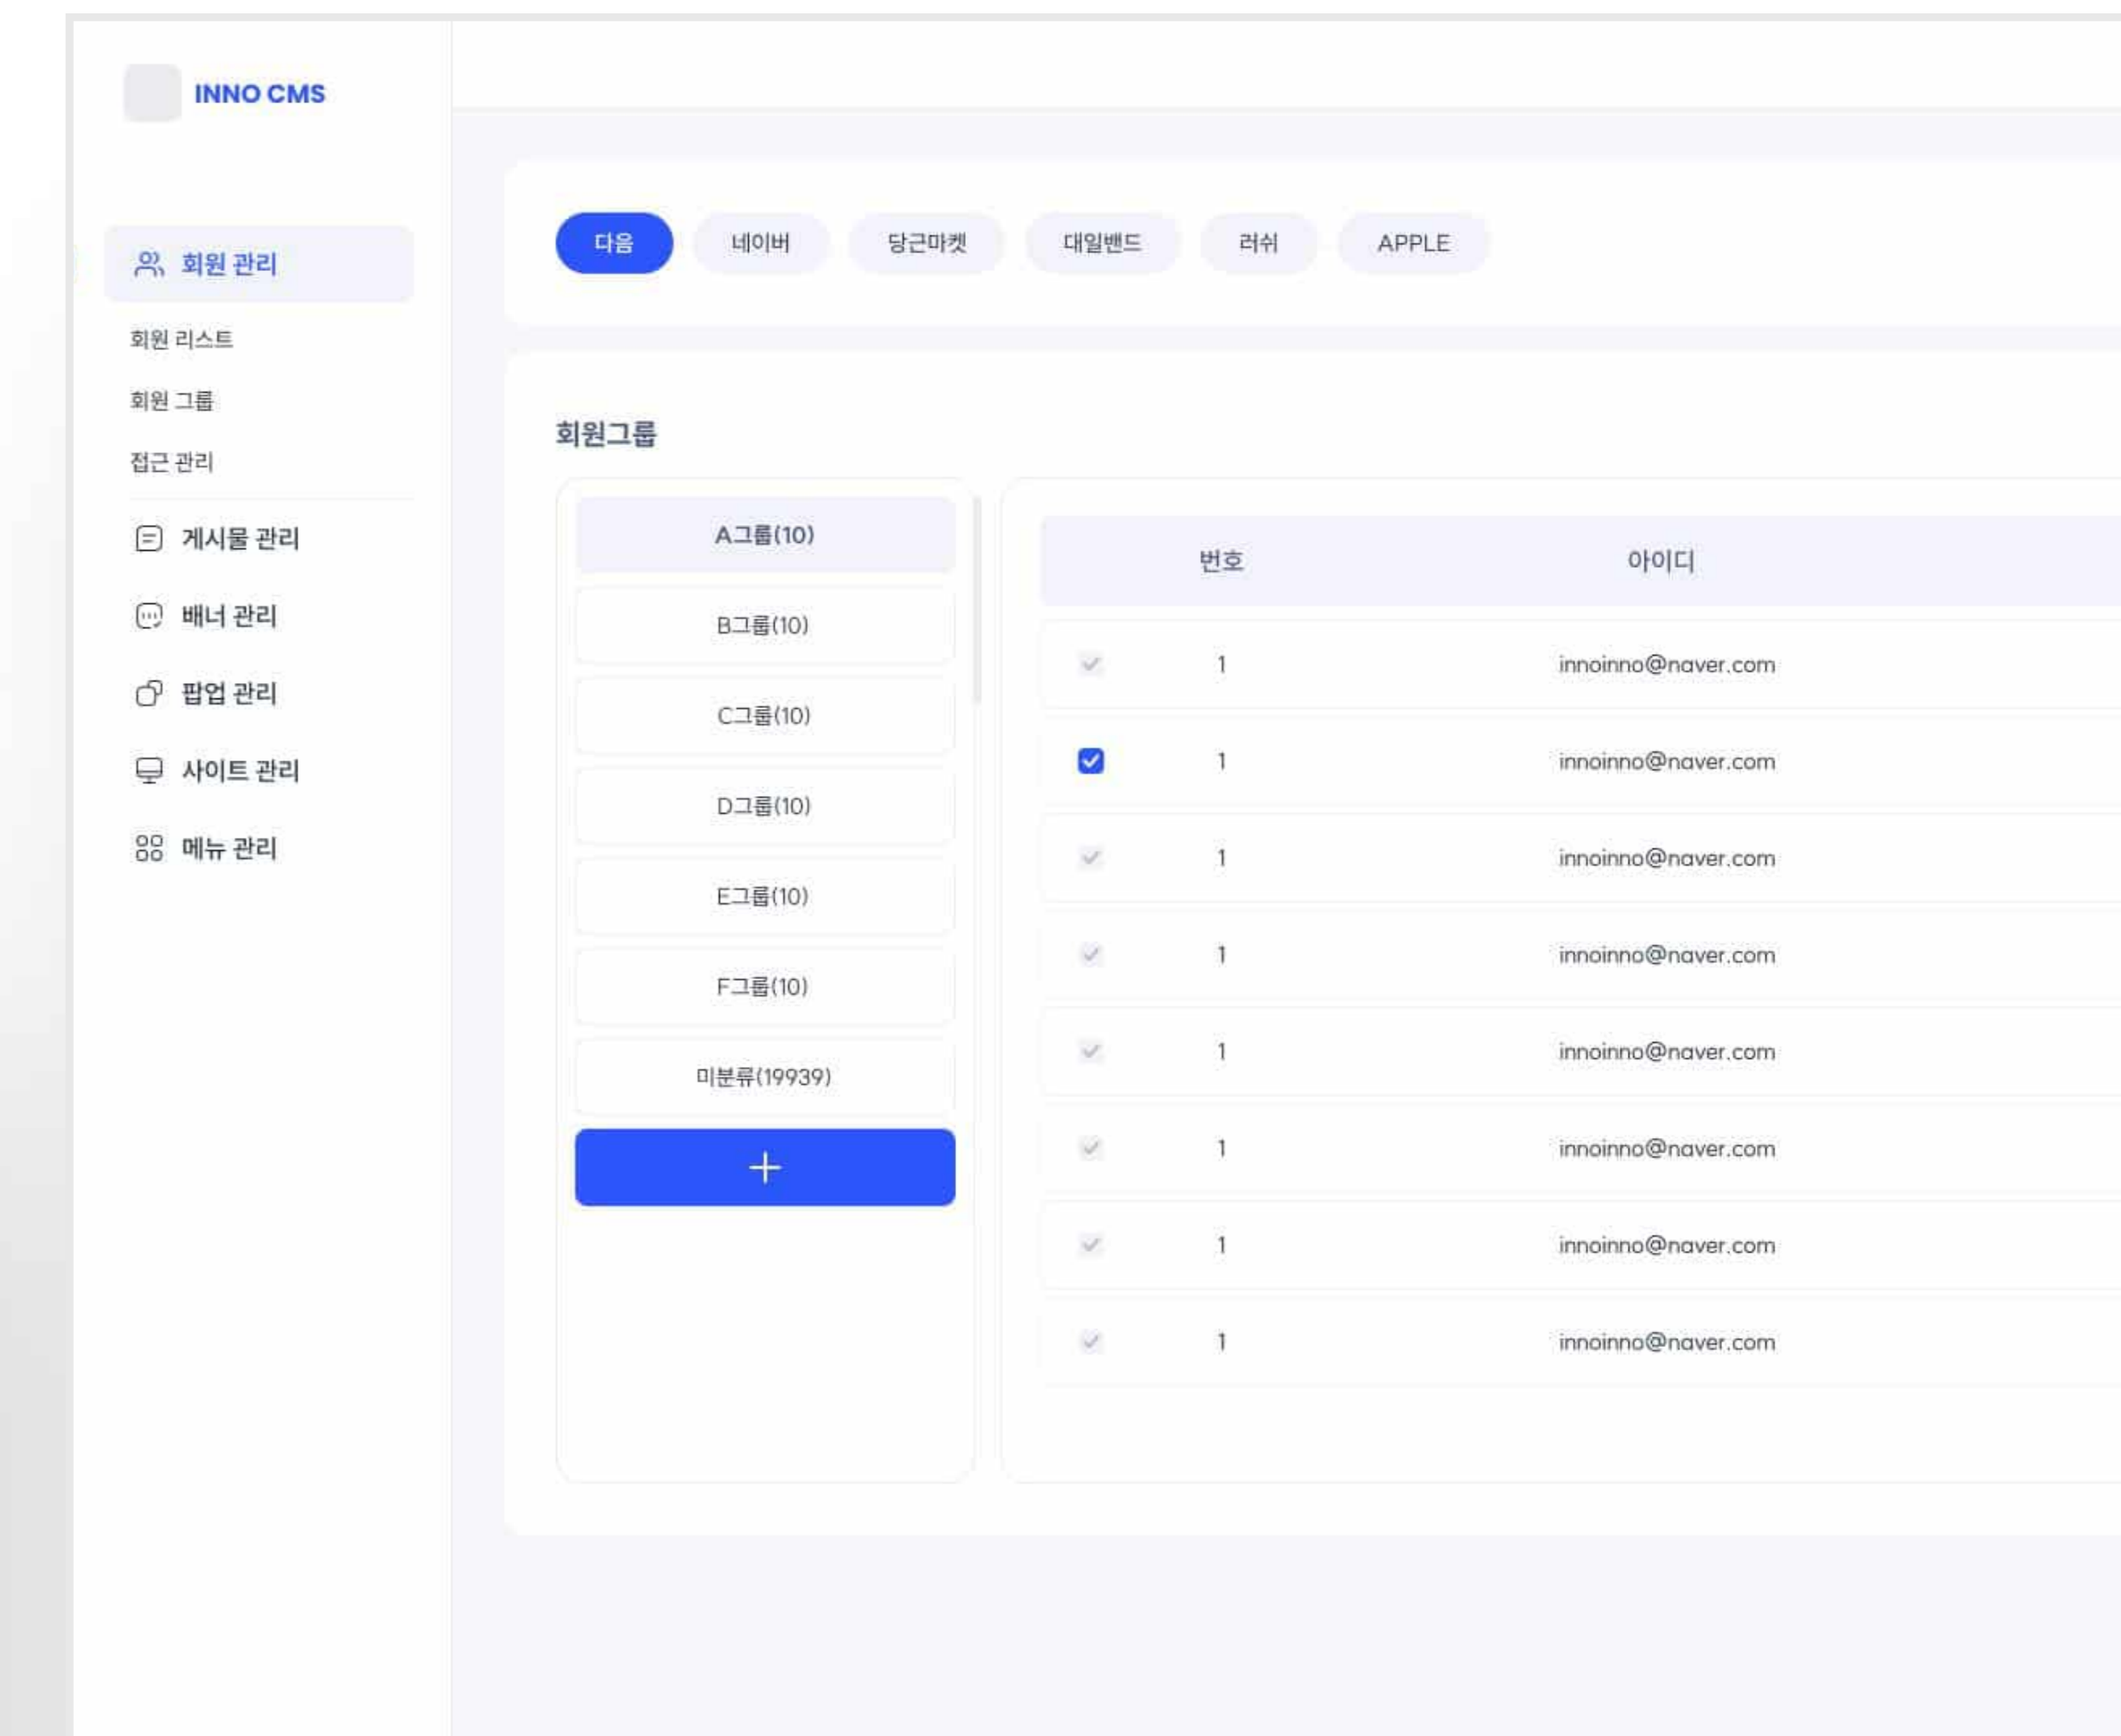 INNO CMS
회원 관리
회원 리스트
회원 그룹
접근 관리
게시물 관리
배너 관리
팝업 관리
사이트 관리
메뉴 관리
다음 네이버 당근마켓 대일밴드 러쉬 APPLE
회원그룹
A그룹(10)
B그룹(10)
C그룹(10)
D그룹(10)
E그룹(10)
F그룹(10)
미분류(19939)
번호 아이디
1 innoinno@naver.com
1 innoinno@naver.com
1 innoinno@naver.com
1 innoinno@naver.com
1 innoinno@naver.com
1 innoinno@naver.com
1 innoinno@naver.com
1 innoinno@naver.com